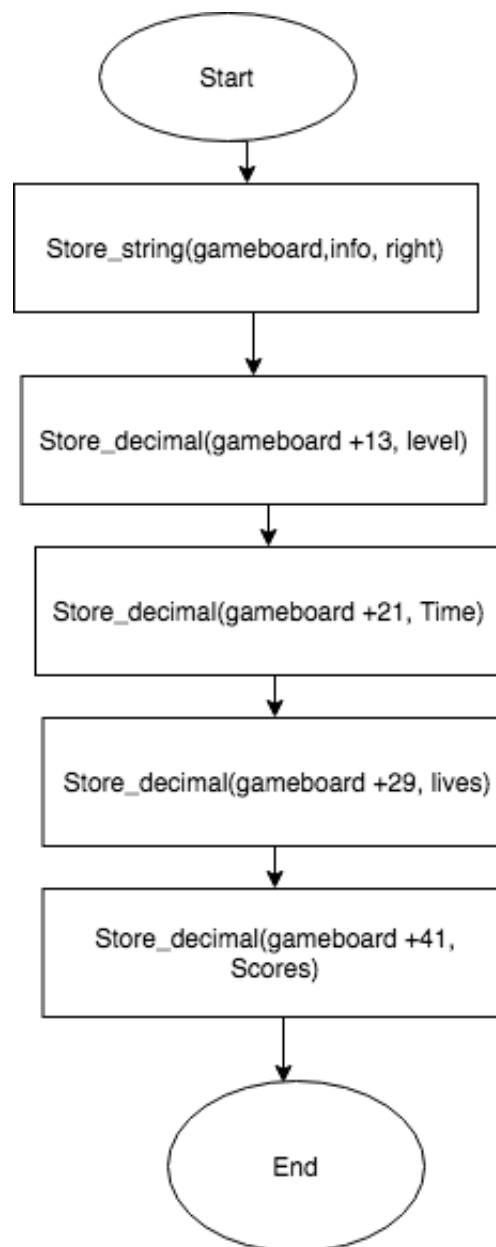 Start
Store_string(gameboard,info, right)
Store_decimal(gameboard +13, level)
Store_decimal(gameboard +21, Time)
Store_decimal(gameboard +29, lives)
Store_decimal(gameboard +41,
Scores)
End